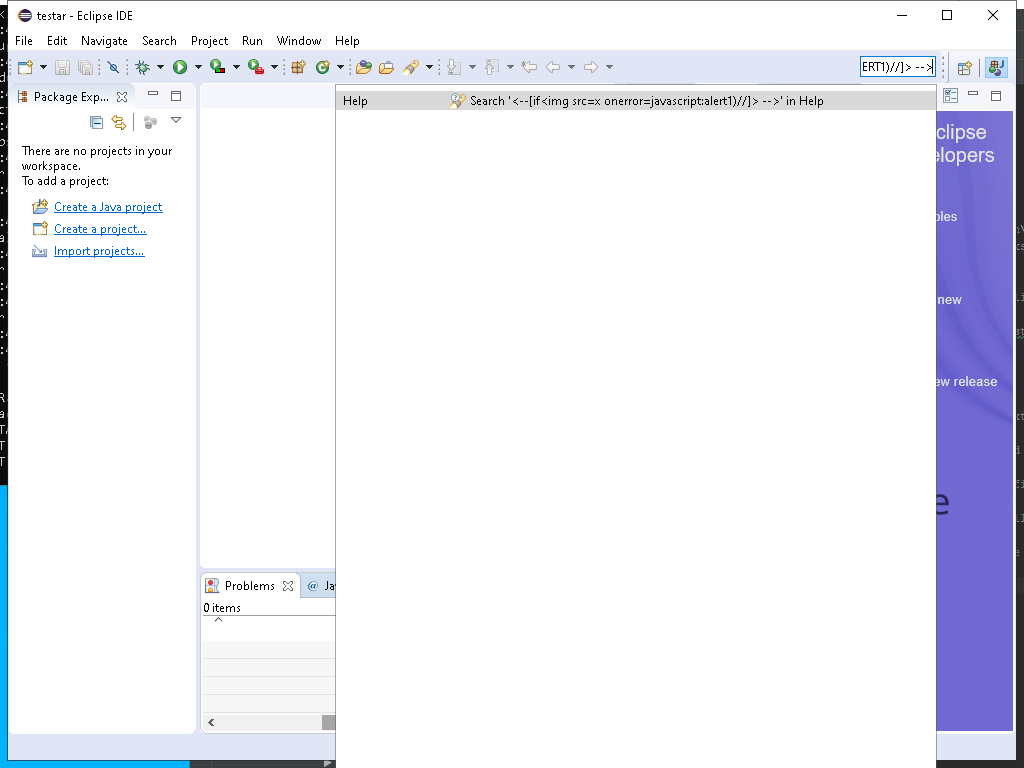 testar - Eclipse IDE
File Edit Navigate Search Project Run Window Help
ERT1)//]> -->
Package Exp...
Help Search '<--[if<img src=x onerror=javascript:alert1)//]> -->' in Help
There are no projects in your
workspace.
To add a project:
Create a Java project
Create a project...
Import projects...
clipse
elopers
ples
new
ew release
e
Problems @ Ja
0 items